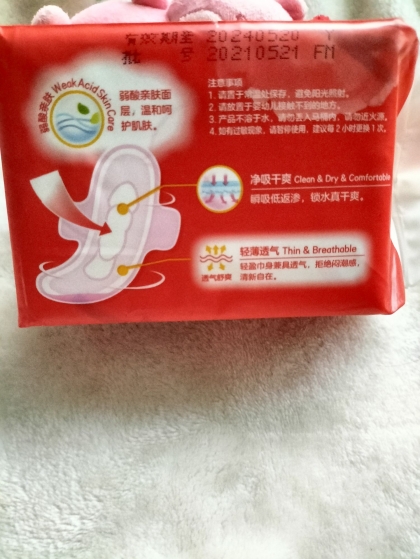 有效期至 20240520 Y
批 号 20210521 FM
弱酸亲肤 Weak Acid Skin Care
弱酸亲肤面
层，温和呵
护肌肤。
注意事项
1. 请置于常温处保存，避免阳光照射。
2. 请放置于婴幼儿接触不到的地方。
3. 产品不溶于水，请勿丢入马桶内，请勿近火源。
4. 如有过敏现象，请暂停使用，建议每2小时更换1次。
净吸干爽 Clean & Dry & Comfortable
瞬吸低返渗，锁水真干爽。
轻薄透气 Thin & Breathable
轻盈巾身兼具透气，拒绝闷潮感，
清新自在。
透气舒爽